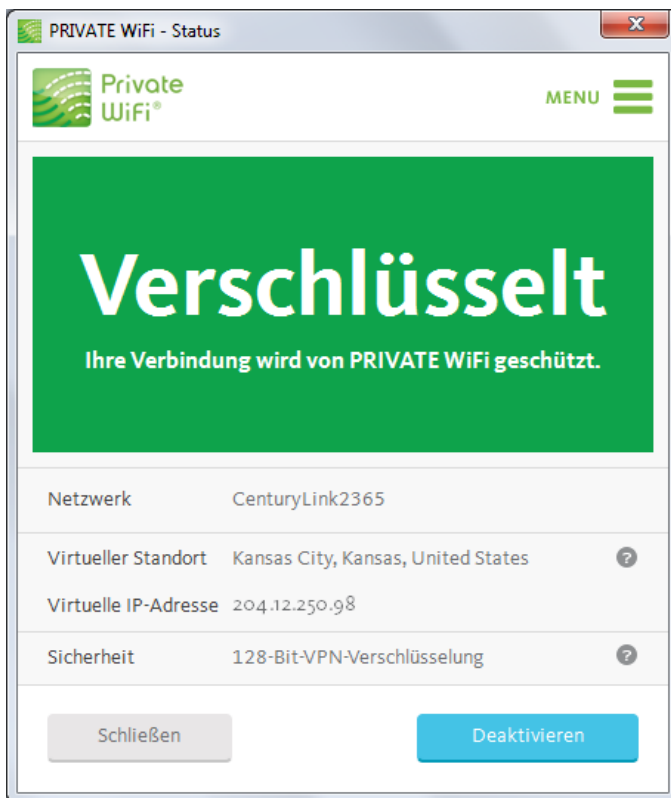 PRIVATE WiFi - Status
Private
WiFi®
MENU
Verschlüsselt
Ihre Verbindung wird von PRIVATE WiFi geschützt.
Netzwerk CenturyLink2365
Virtueller Standort Kansas City, Kansas, United States ?
Virtuelle IP-Adresse 204.12.250.98
Sicherheit 128-Bit-VPN-Verschlüsselung ?
Schließen Deaktivieren